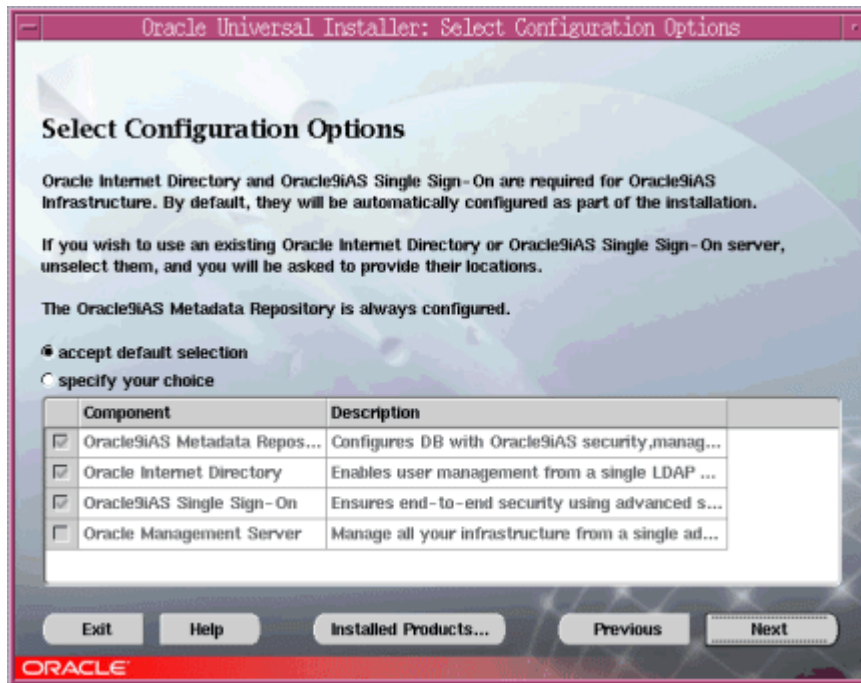 Oracle Universal Installer: Select Configuration Options
Select Configuration Options
Oracle Internet Directory and Oracle9iAS Single Sign-On are required for Oracle9iAS
Infrastructure. By default, they will be automatically configured as part of the installation.
If you wish to use an existing Oracle Internet Directory or Oracle9iAS Single Sign-On server,
unselect them, and you will be asked to provide their locations.
The Oracle9iAS Metadata Repository is always configured.
accept default selection
specify your choice
Component Description
Oracle9iAS Metadata Repos... Configures DB with Oracle9iAS security,manag...
Oracle Internet Directory Enables user management from a single LDAP ...
Oracle9iAS Single Sign-On Ensures end-to-end security using advanced s...
Oracle Management Server Manage all your infrastructure from a single ad...
Exit Help Installed Products... Previous Next
ORACLE